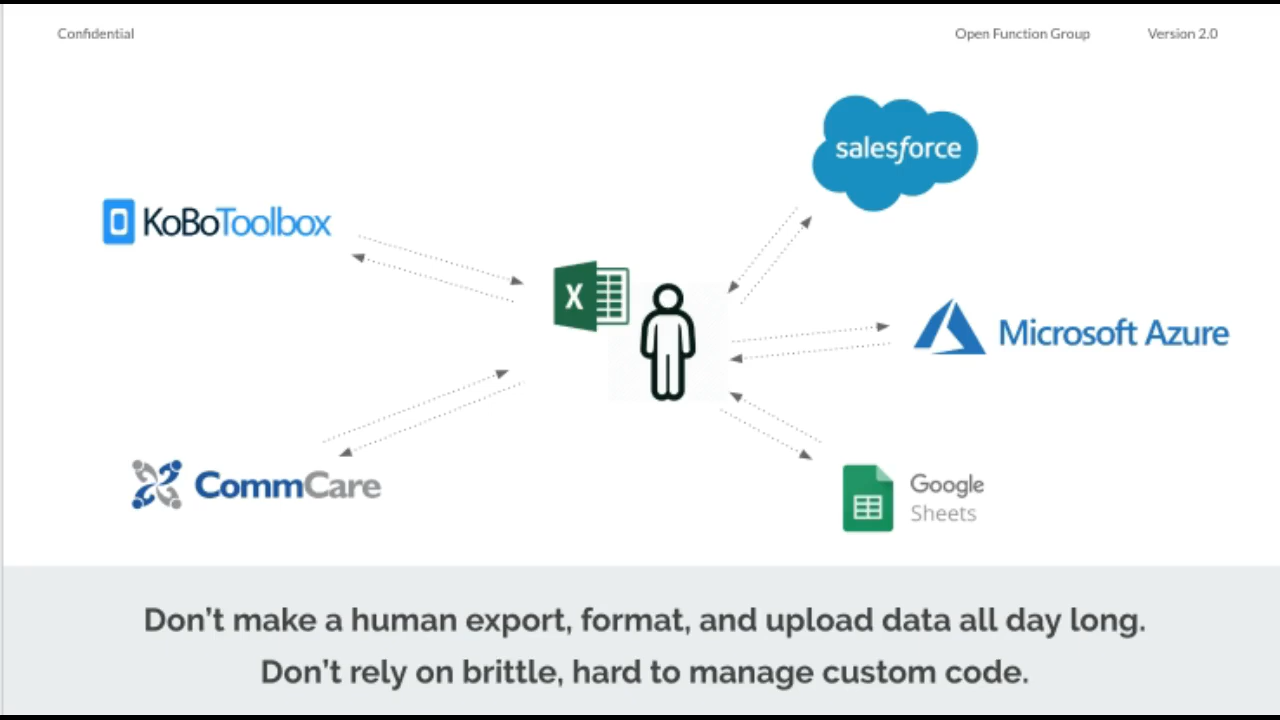 Confidential
Open Function Group
Version 2.0
salesforce
KoBoToolbox
X
Microsoft Azure
CommCare
Google
Sheets
Don't make a human export, format, and upload data all day long.
Don't rely on brittle, hard to manage custom code.